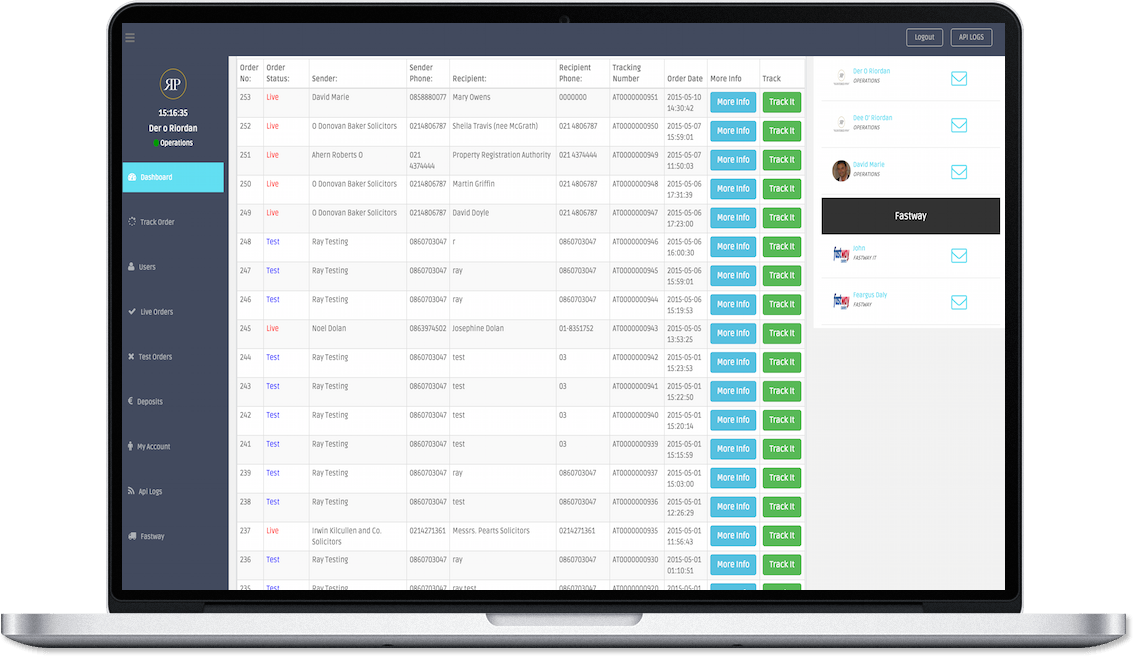 Logout API LOGS
RP
15:16:35
Der o Riordan
Operations
Dashboard
Track Order
Users
Live Orders
Test Orders
Deposits
My Account
Api Logs
Fastway
Order No: Order Status: Sender: Sender Phone: Recipient: Recipient Phone: Tracking Number Order Date More Info Track
253 Live David Marie 0858880077 Mary Owens 0000000 AT0000000951 2015-05-10 14:30:42 More Info Track It
252 Live O Donovan Baker Solicitors 0214806787 Sheila Travis (nee McGrath) 021 4806787 AT0000000950 2015-05-07 15:59:01 More Info Track It
251 Live Ahern Roberts O 021 4374444 Property Registration Authority 021 4374444 AT0000000949 2015-05-07 11:50:03 More Info Track It
250 Live O Donovan Baker Solicitors 0214806787 Martin Griffin 021 4806787 AT0000000948 2015-05-06 17:31:39 More Info Track It
249 Live O Donovan Baker Solicitors 0214806787 David Doyle 021 4806787 AT0000000947 2015-05-06 17:23:00 More Info Track It
248 Test Ray Testing 0860703047 r 0860703047 AT0000000946 2015-05-06 16:00:30 More Info Track It
247 Test Ray Testing 0860703047 ray 0860703047 AT0000000945 2015-05-06 15:59:01 More Info Track It
246 Test Ray Testing 0860703047 ray 0860703047 AT0000000944 2015-05-06 15:19:53 More Info Track It
245 Live Noel Dolan 0863974502 Josephine Dolan 01-8351752 AT0000000943 2015-05-05 13:53:25 More Info Track It
244 Test Ray Testing 0860703047 test 03 AT0000000942 2015-05-01 15:23:53 More Info Track It
243 Test Ray Testing 0860703047 test 03 AT0000000941 2015-05-01 15:22:50 More Info Track It
242 Test Ray Testing 0860703047 test 03 AT0000000940 2015-05-01 15:20:14 More Info Track It
241 Test Ray Testing 0860703047 test 03 AT0000000939 2015-05-01 15:15:59 More Info Track It
239 Test Ray Testing 0860703047 ray 0860703047 AT0000000937 2015-05-01 15:03:00 More Info Track It
238 Test Ray Testing 0860703047 test 0860703047 AT0000000936 2015-05-01 12:26:29 More Info Track It
237 Live Irwin Kilcullen and Co. Solicitors 0214271361 Messrs. Pearts Solicitors 0214271361 AT0000000935 2015-05-01 11:56:43 More Info Track It
236 Test Ray Testing 0860703047 ray 0860703047 AT0000000930 2015-05-01 01:10:51 More Info Track It
235 Test Ray Testing 0860703047 ray test 0860703047 AT0000000920 2015-05-01
Der O Riordan
OPERATIONS
Dee O' Riordan
OPERATIONS
David Marie
OPERATIONS
Fastway
fastway John
FASTWAY IT
fastway Feargus Daly
FASTWAY